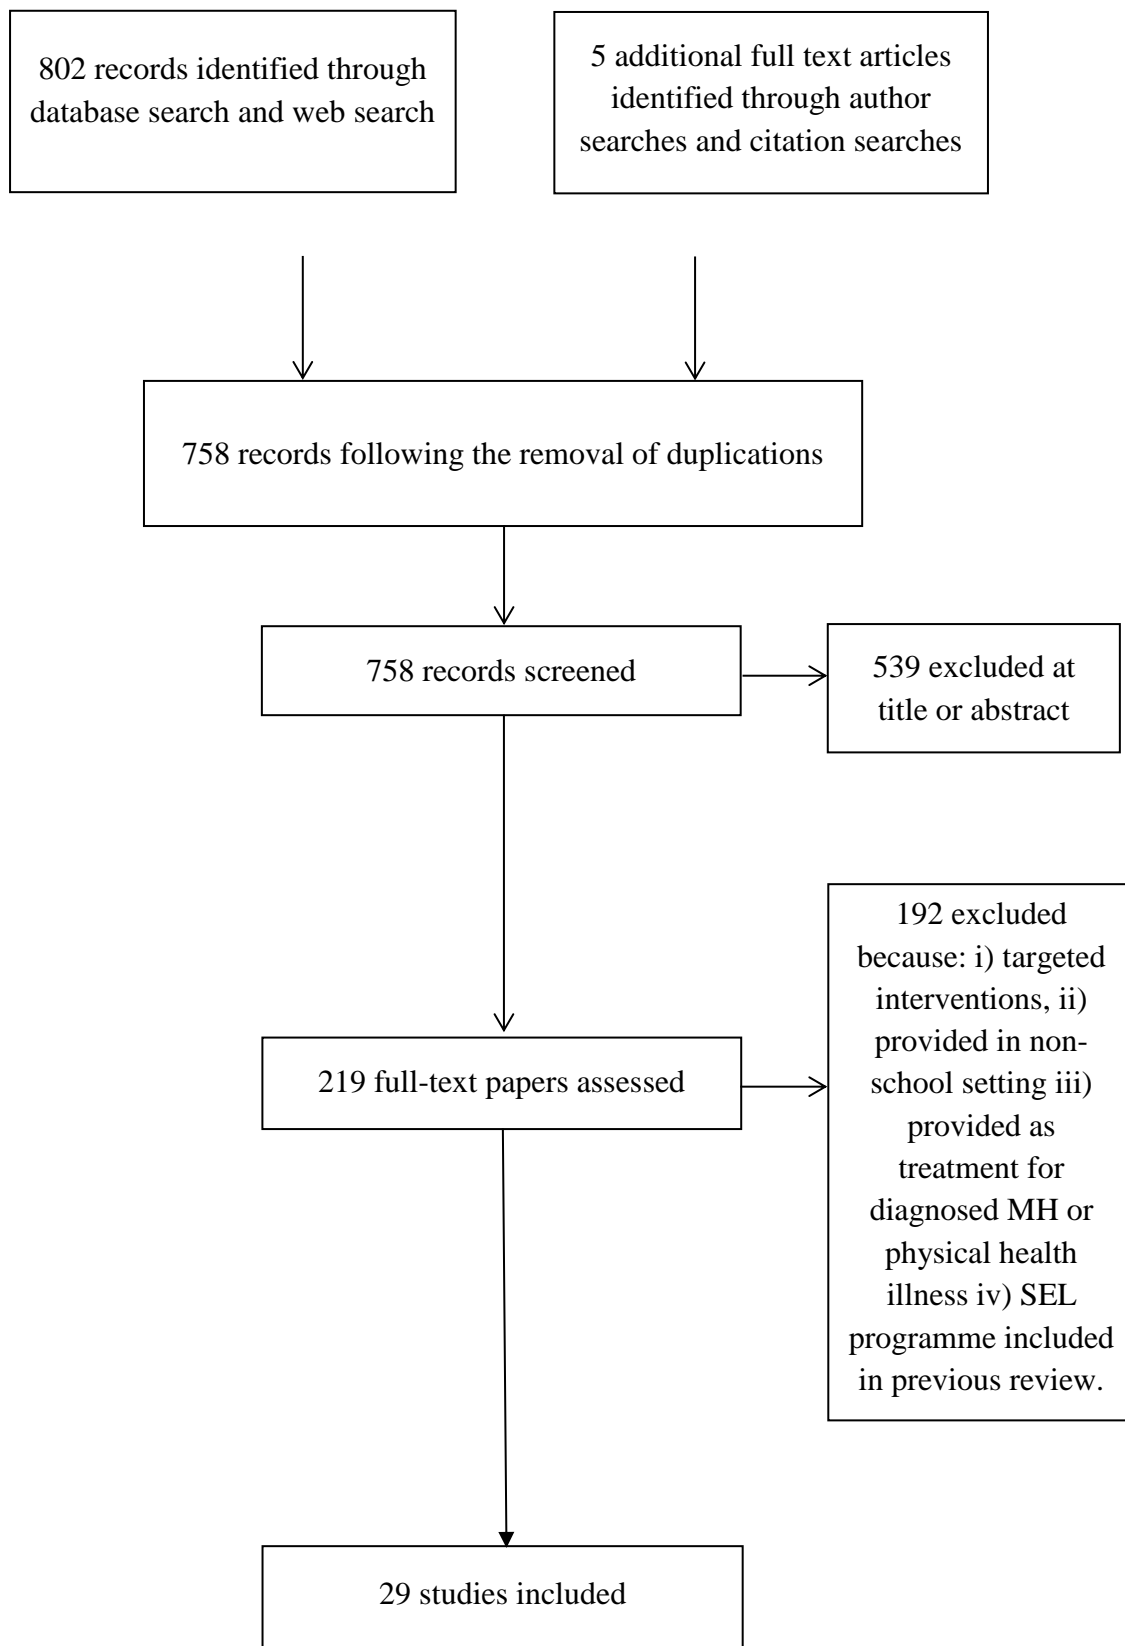 802 records identified through
database search and web search
5 additional full text articles
identified through author
searches and citation searches
758 records following the removal of duplications
758 records screened
539 excluded at
title or abstract
219 full-text papers assessed
192 excluded
because: i) targeted
interventions, ii)
provided in non-
school setting iii)
provided as
treatment for
diagnosed MH or
physical health
illness iv) SEL
programme included
in previous review.
29 studies included